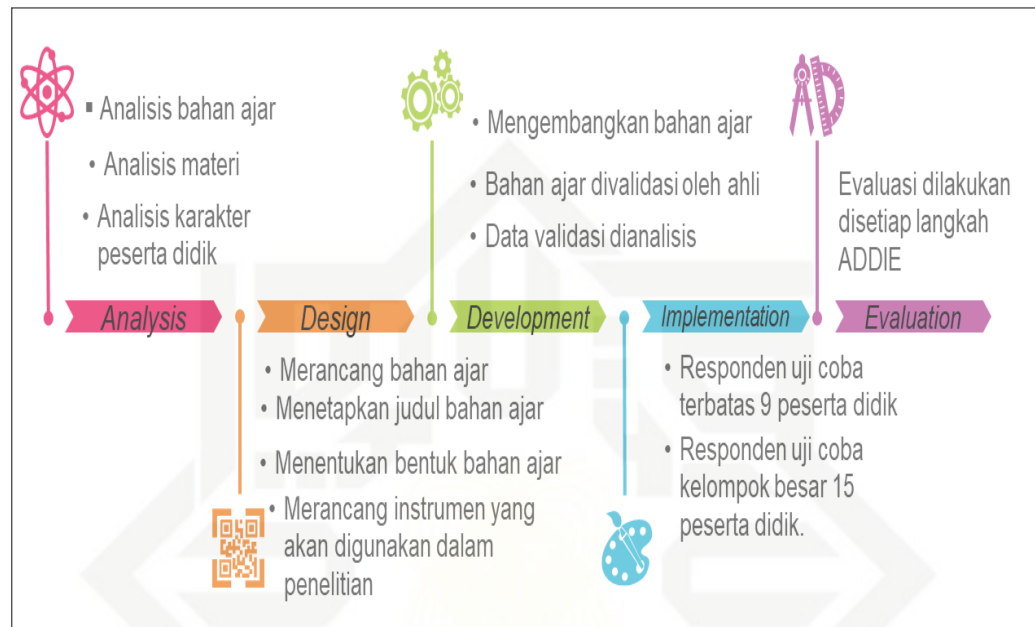 ▪ Analisis bahan ajar
• Analisis materi
• Analisis karakter
peserta didik
• Mengembangkan bahan ajar
• Bahan ajar divalidasi oleh ahli
• Data validasi dianalisis
Evaluasi dilakukan
disetiap langkah
ADDIE
Analysis
Design
Development
Implementation
Evaluation
• Merancang bahan ajar
• Menetapkan judul bahan ajar
• Menentukan bentuk bahan ajar
• Merancang instrumen yang
akan digunakan dalam
penelitian
• Responden uji coba
terbatas 9 peserta didik
• Responden uji coba
kelompok besar 15
peserta didik.